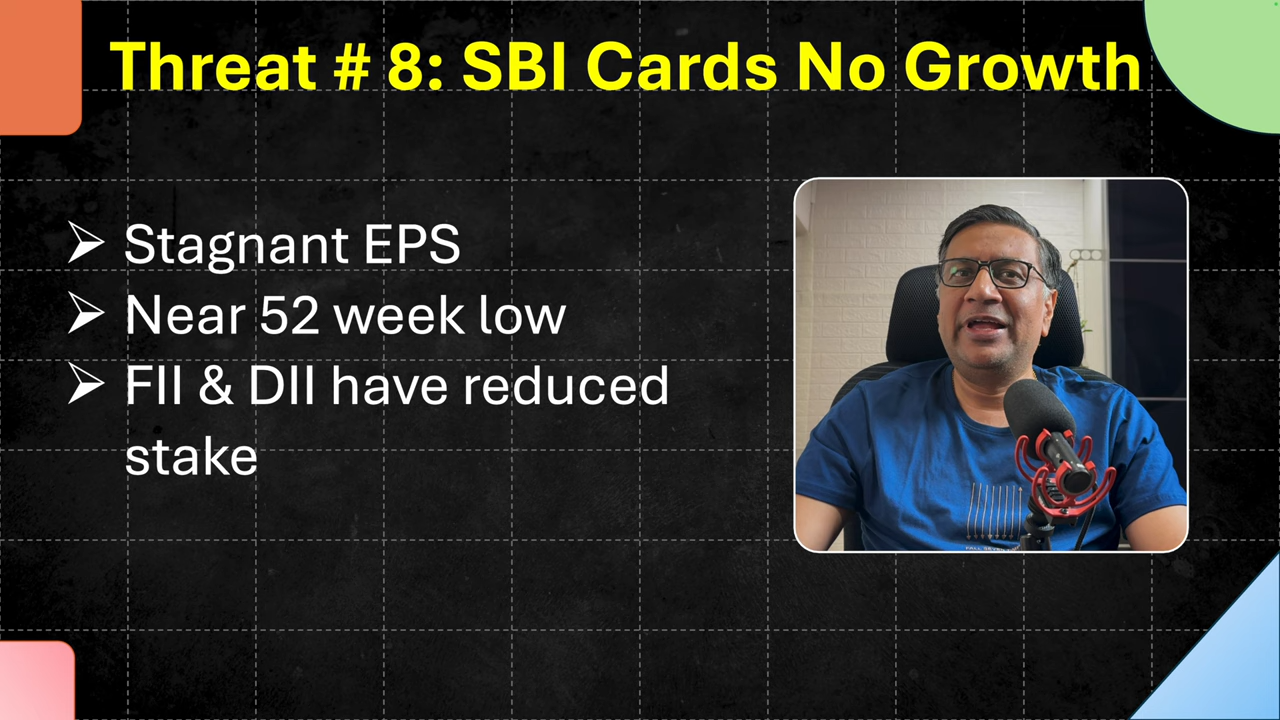 Threat # 8: SBI Cards No Growth
Stagnant EPS
Near 52 week low
FII & DII have reduced
stake